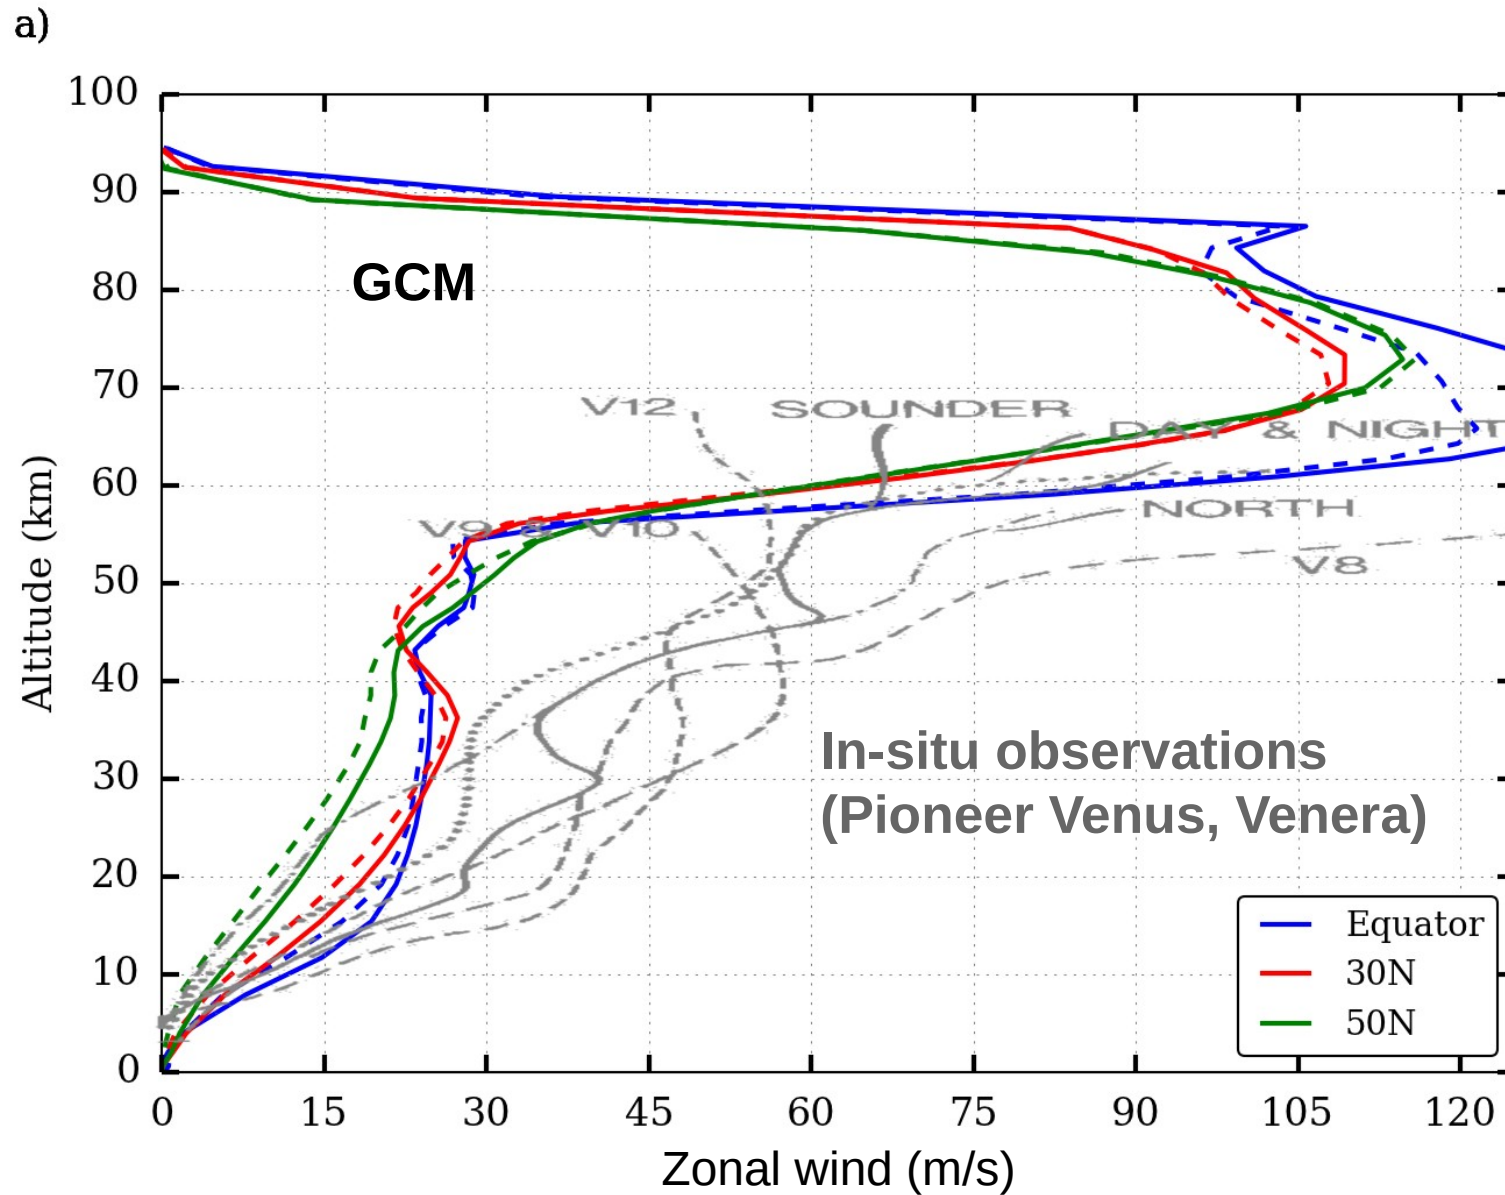 a)
100
90
80
70
60
50
40
30
20
10
0
Altitude (km)
GCM
V12
SOUNDER
DAY & NIGHT
NORTH
V9 & V10
V8
In-situ observations
(Pioneer Venus, Venera)
Equator
30N
50N
0 15 30 45 60 75 90 105 120
Zonal wind (m/s)